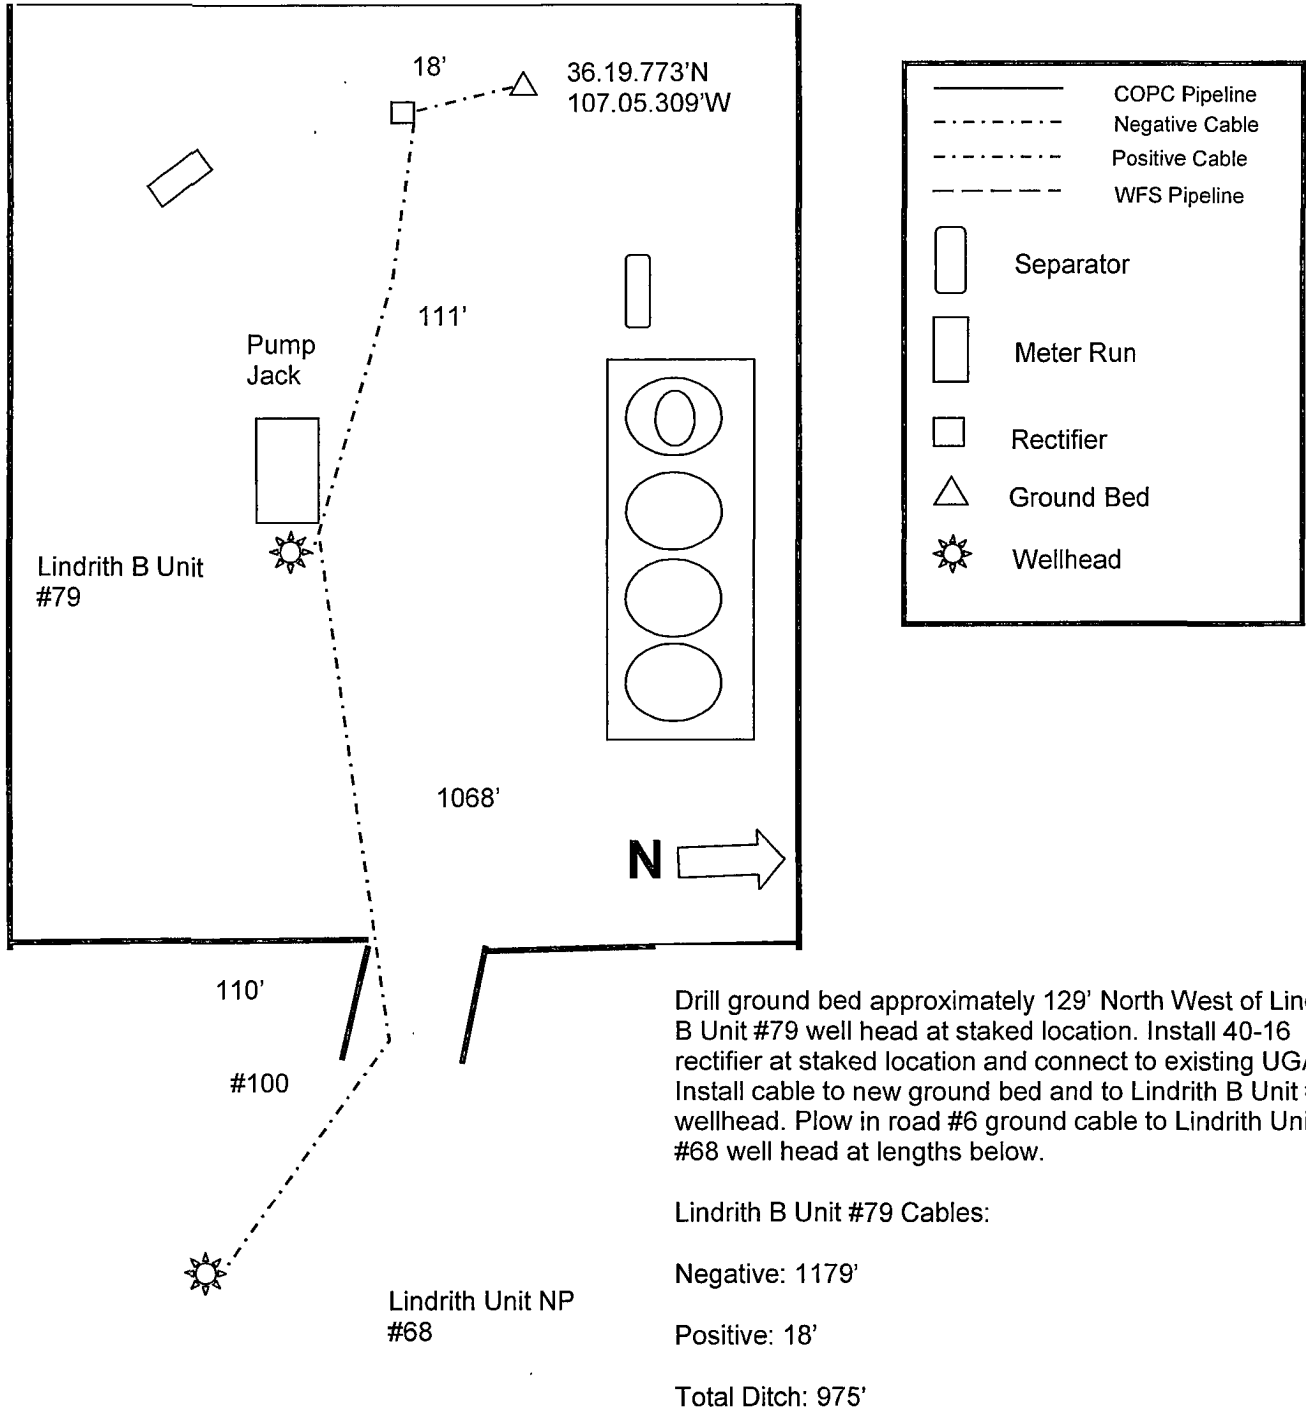 18'
36.19.773'N
107.05.309'W
COPC Pipeline
Negative Cable
Positive Cable
WFS Pipeline
Separator
Meter Run
Rectifier
Ground Bed
Wellhead
111'
Pump
Jack
Lindrith B Unit
#79
1068'
N
110'
#100
Lindrith Unit NP
#68
Drill ground bed approximately 129' North West of Lin
B Unit #79 well head at staked location. Install 40-16
rectifier at staked location and connect to existing UG
Install cable to new ground bed and to Lindrith B Unit
wellhead. Plow in road #6 ground cable to Lindrith Uni
#68 well head at lengths below.
Lindrith B Unit #79 Cables:
Negative: 1179'
Positive: 18'
Total Ditch: 975'